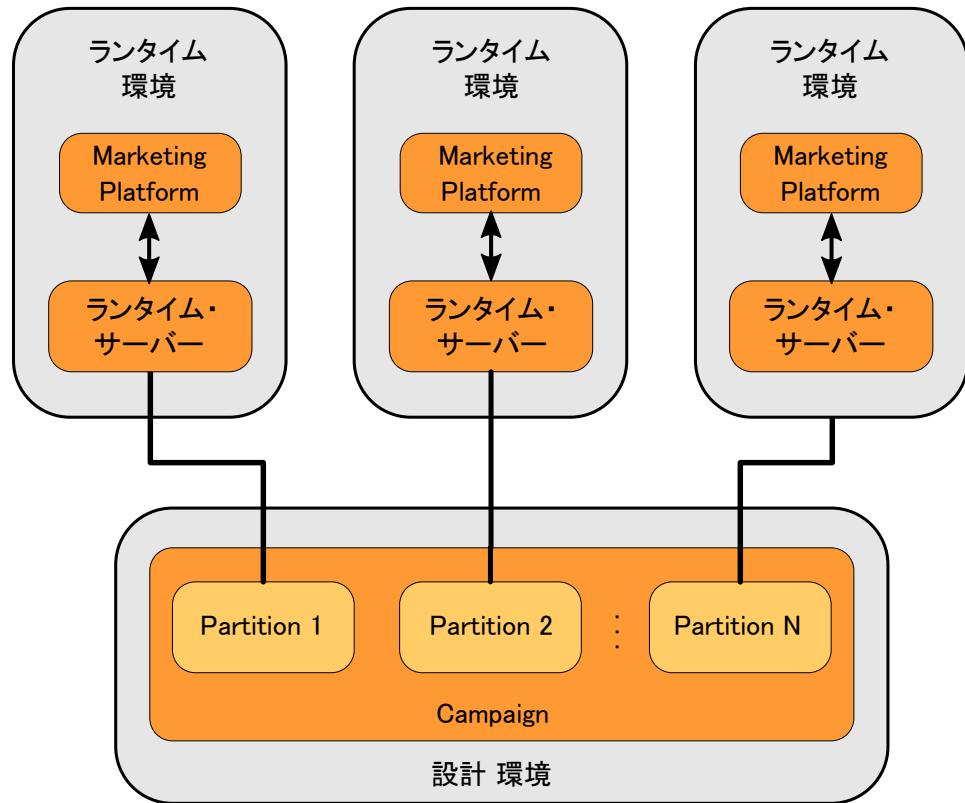 ランタイム
環境
Marketing
Platform
ランタイム・
サーバー
ランタイム
環境
Marketing
Platform
ランタイム・
サーバー
ランタイム
環境
Marketing
Platform
ランタイム・
サーバー
Partition 1
Partition 2
⋮
Partition N
Campaign
設計 環境